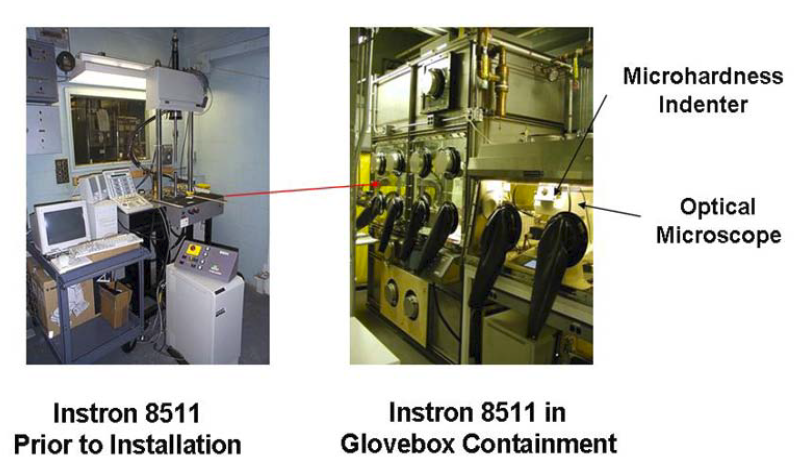 Microhardness
Indenter
Optical
Microscope
Instron 8511
Prior to Installation
Instron 8511 in
Glovebox Containment